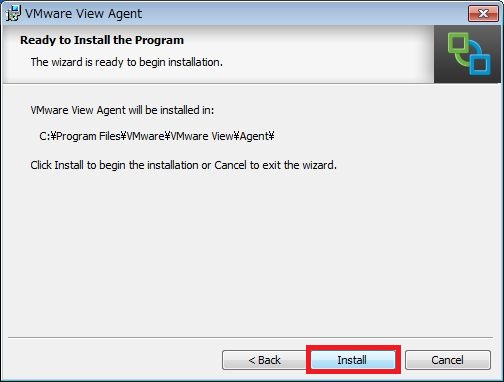 VMware View Agent
Ready to Install the Program
The wizard is ready to begin installation.
VMware View Agent will be installed in:
C:¥Program Files¥VMware¥VMware View¥Agent¥
Click Install to begin the installation or Cancel to exit the wizard.
< Back Install Cancel